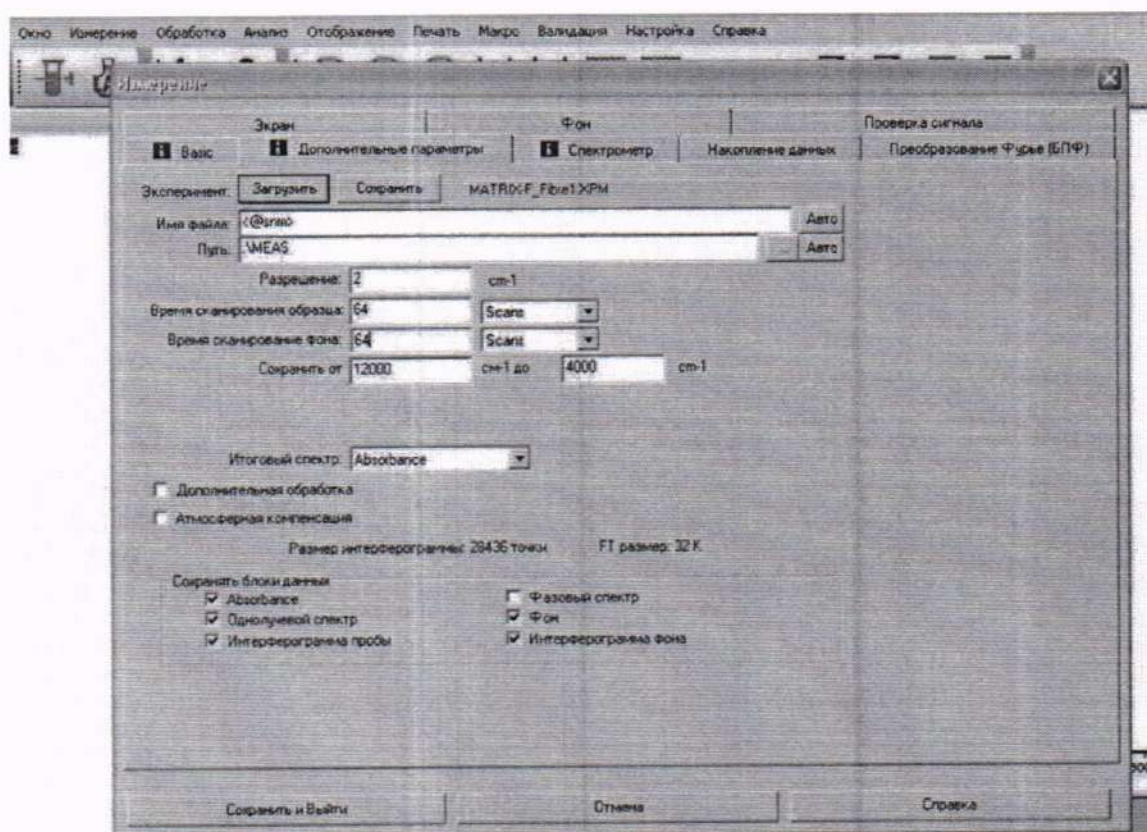 Окно Измерение Обработка Анализ Отображение Печать Макро Валидация Настройка Справка
Измерение
Экран Фон Проверка сигнала
Basic Дополнительные параметры Спектрометр Накопление данных Преобразование Фурье (БПФ)
Эксперимент: Загрузить Сохранить MATRIX-F_Fibre1.XPM
Имя файла: <@snm> Авто
Путь: .\MEAS ... Авто
Разрешение: 2 cm-1
Время сканирования образца: 64 Scans
Время сканирование фона: 64 Scans
Сохранить от 12000 см-1 до 4000 cm-1
Итоговый спектр: Absorbance
Дополнительная обработка
Атмосферная компенсация
Размер интерферограммы: 28436 точки FT размер: 32 K
Сохранять блоки данных
Absorbance Фазовый спектр
Однолучевой спектр Фон
Интерферограмма пробы Интерферограмма фона
Сохранить и Выйти Отмена Справка